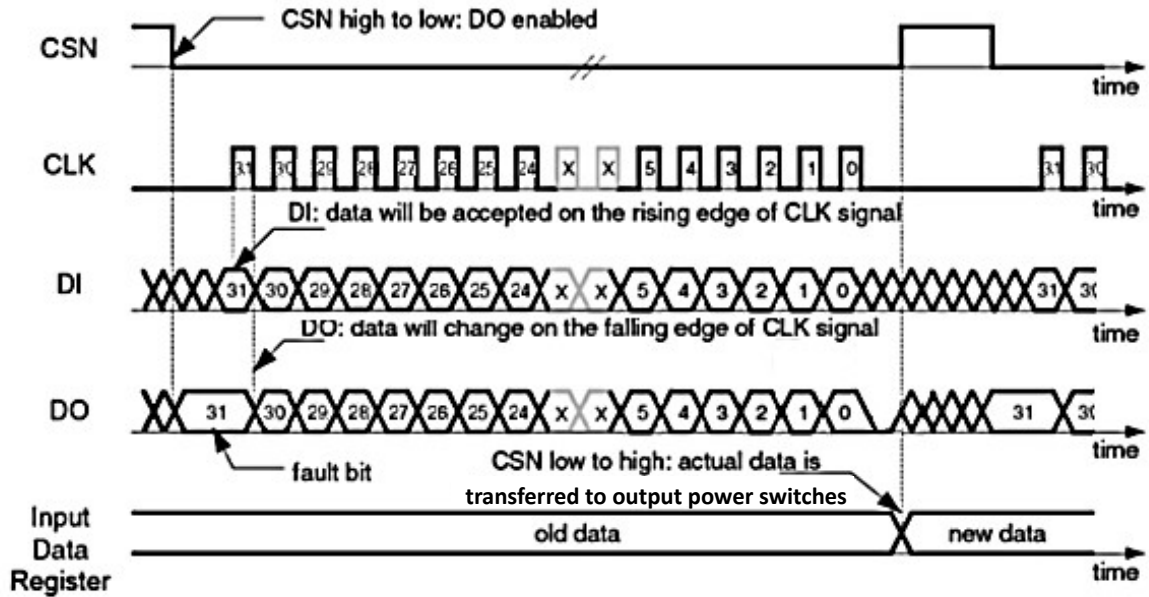 CSN high to low: DO enabled
CSN
time
CLK
31 30 29 28 27 26 25 24 X X 5 4 3 2 1 0 31 30
time
DI: data will be accepted on the rising edge of CLK signal
DI
31 30 29 28 27 26 25 24 X X 5 4 3 2 1 0 31 30
time
DO: data will change on the falling edge of CLK signal
DO
31 30 29 28 27 26 25 24 X X 5 4 3 2 1 0 31 30
time
fault bit
CSN low to high: actual data is
transferred to output power switches
Input
Data
Register
old data
new data
time